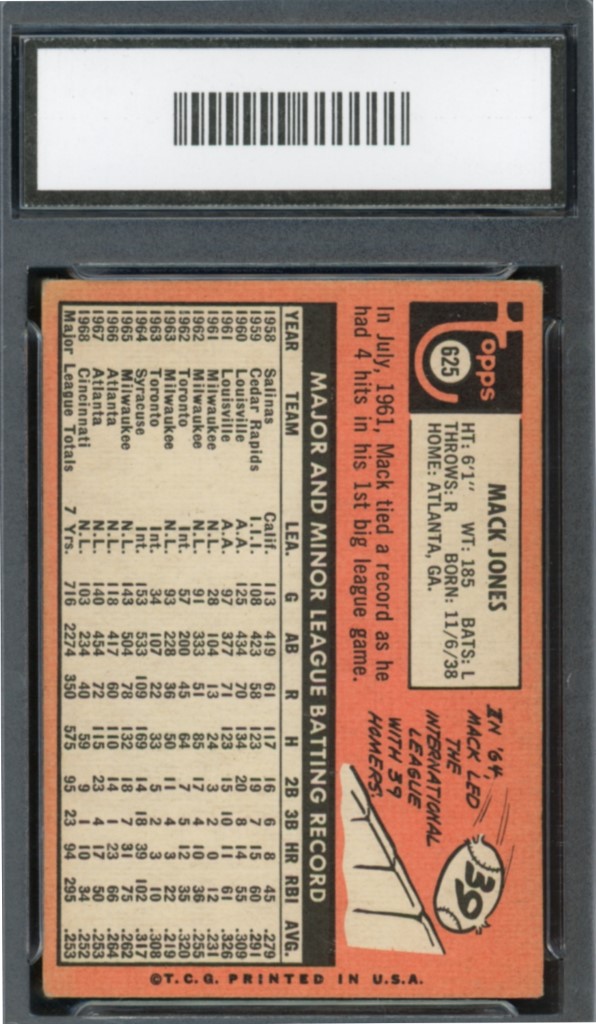 Topps
625
MACK JONES
HT: 6'1" WT: 185 BATS: L
THROWS: R BORN: 11/6/38
HOME: ATLANTA, GA.
In July, 1961, Mack tied a record as he
had 4 hits in his 1st big league game.
IN '64,
MACK LED
THE
INTERNATIONAL
LEAGUE
WITH 39
HOMERS.
39
MAJOR AND MINOR LEAGUE BATTING RECORD
YEAR TEAM LEA. G AB R H 2B 3B HR RBI AVG.
1958 Salinas Calif. 113 419 61 117 16 6 8 45 .279
1959 Cedar Rapids I.I.I. 108 423 58 123 19 7 15 60 .291
1960 Louisville A.A. 125 434 70 134 20 8 14 55 .309
1961 Louisville A.A. 97 377 71 123 15 10 11 61 .326
1961 Milwaukee N.L. 28 104 13 24 3 2 0 12 .231
1962 Milwaukee N.L. 91 333 51 85 17 4 10 36 .255
1962 Toronto Int. 57 200 45 64 7 5 12 35 .320
1963 Milwaukee N.L. 93 228 36 50 11 4 3 22 .219
1963 Toronto Int. 34 107 22 33 5 2 3 10 .308
1964 Syracuse Int. 153 533 109 169 14 18 39 102 .317
1965 Milwaukee N.L. 143 504 78 132 18 7 31 75 .262
1966 Atlanta N.L. 118 417 60 110 14 1 23 66 .264
1967 Atlanta N.L. 140 454 72 115 23 4 17 50 .253
1968 Cincinnati N.L. 103 234 40 59 9 1 10 34 .252
Major League Totals 7 Yrs. 716 2274 350 575 95 23 94 295 .253
©T.C.G. PRINTED IN U.S.A.